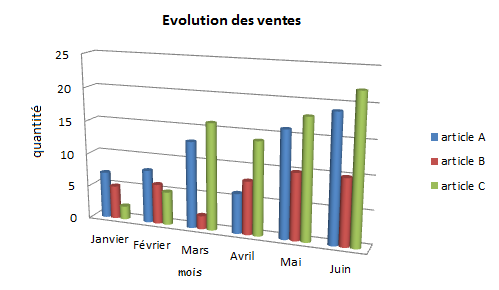 Evolution des ventes
25
20
15
10
5
0
quantité
Janvier
Février
Mars
Avril
Mai
Juin
mois
article A
article B
article C